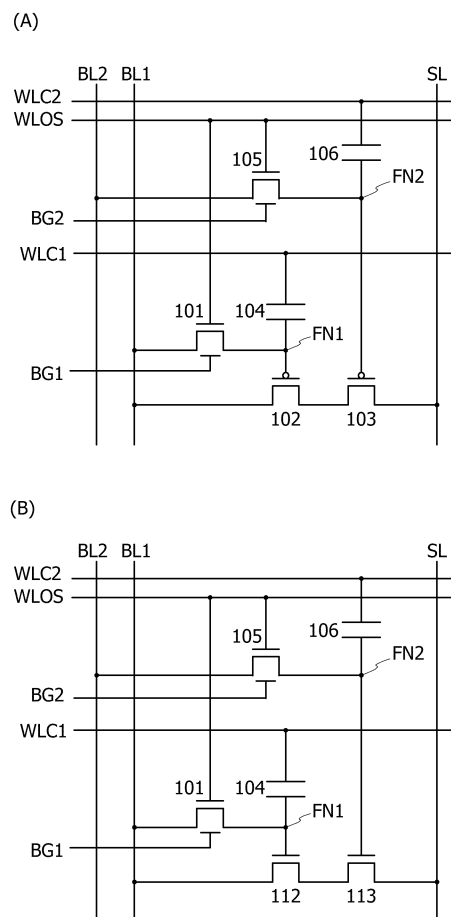 (A)
BL2 BL1 SL
WLC2
WLOS
105 106 FN2
BG2
WLC1
101 104 FN1
BG1
102 103
(B)
BL2 BL1 SL
WLC2
WLOS
105 106 FN2
BG2
WLC1
101 104 FN1
BG1
112 113